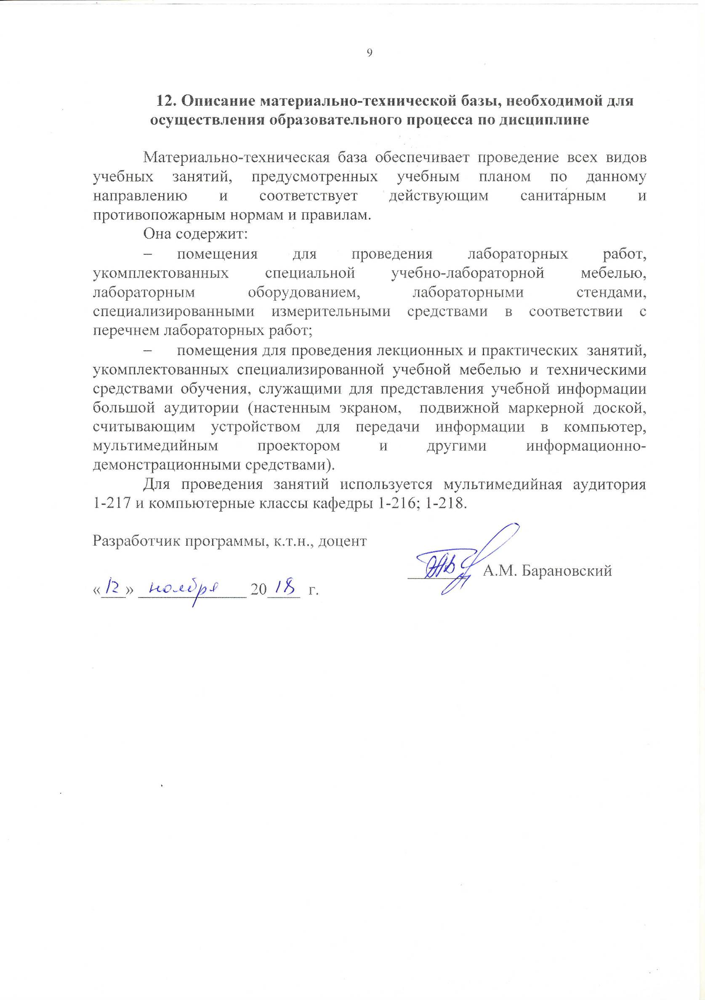 9
12. Описание материально-технической базы, необходимой для
осуществления образовательного процесса по дисциплине
Материально-техническая база обеспечивает проведение всех видов
учебных занятий, предусмотренных учебным планом по данному
направлению и соответствует действующим санитарным и
противопожарным нормам и правилам.
Она содержит:
– помещения для проведения лабораторных работ,
укомплектованных специальной учебно-лабораторной мебелью,
лабораторным оборудованием, лабораторными стендами,
специализированными измерительными средствами в соответствии с
перечнем лабораторных работ;
– помещения для проведения лекционных и практических занятий,
укомплектованных специализированной учебной мебелью и техническими
средствами обучения, служащими для представления учебной информации
большой аудитории (настенным экраном, подвижной маркерной доской,
считывающим устройством для передачи информации в компьютер,
мультимедийным проектором и другими информационно-
демонстрационными средствами).
Для проведения занятий используется мультимедийная аудитория
1-217 и компьютерные классы кафедры 1-216; 1-218.
Разработчик программы, к.т.н., доцент
А.М. Барановский
«12» ноября 2018 г.